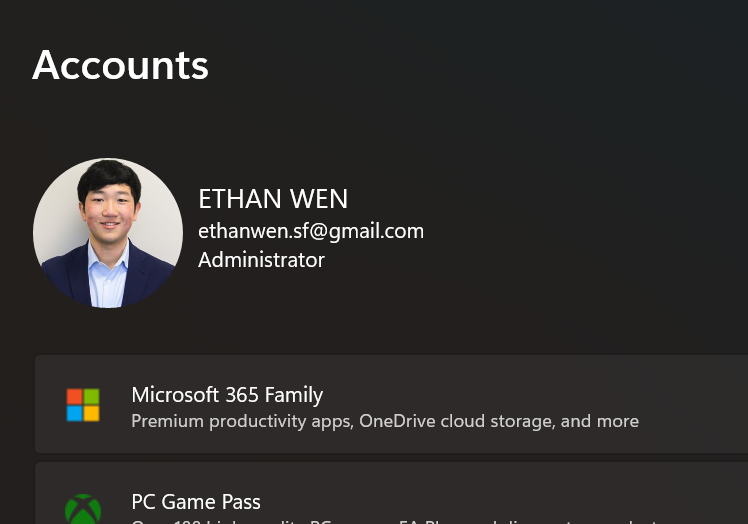 Accounts
ETHAN WEN
ethanwen.sf@gmail.com
Administrator
Microsoft 365 Family
Premium productivity apps, OneDrive cloud storage, and more
PC Game Pass